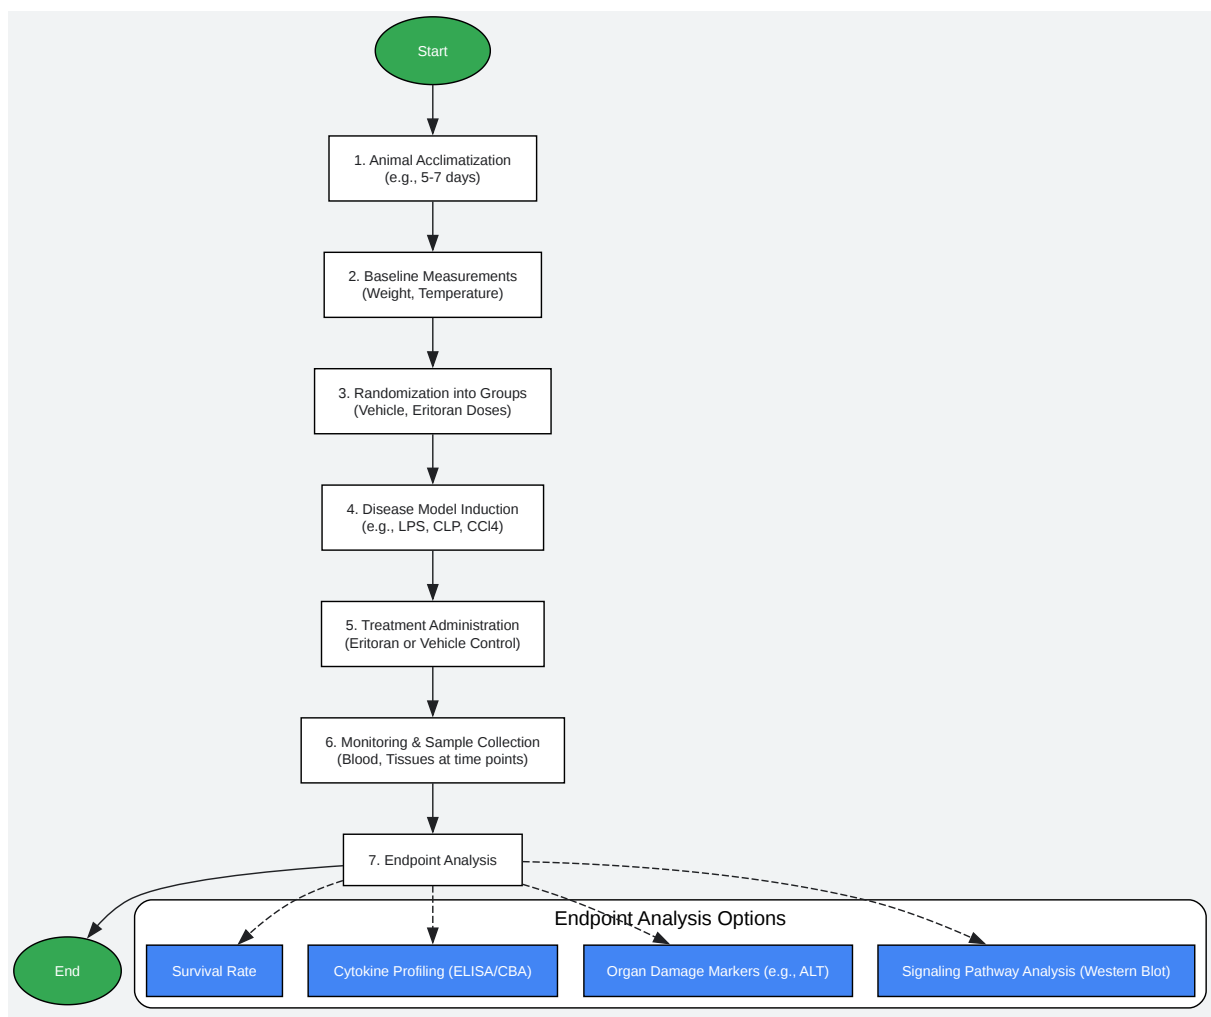 Start
1. Animal Acclimatization
(e.g., 5-7 days)
2. Baseline Measurements
(Weight, Temperature)
3. Randomization into Groups
(Vehicle, Eritoran Doses)
4. Disease Model Induction
(e.g., LPS, CLP, CCl4)
5. Treatment Administration
(Eritoran or Vehicle Control)
6. Monitoring & Sample Collection
(Blood, Tissues at time points)
7. Endpoint Analysis
Endpoint Analysis Options
End
Survival Rate
Cytokine Profiling (ELISA/CBA)
Organ Damage Markers (e.g., ALT)
Signaling Pathway Analysis (Western Blot)